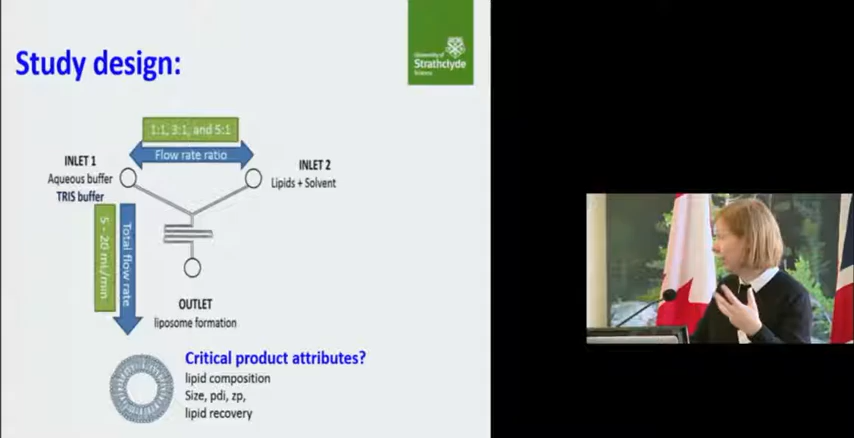 Study design:
University of
Strathclyde
Science
1:1, 3:1, and 5:1
Flow rate ratio
INLET 1
Aqueous buffer
TRIS buffer
INLET 2
Lipids + Solvent
5 - 20 mL/min
Total flow rate
OUTLET
liposome formation
Critical product attributes?
lipid composition
Size, pdi, zp,
lipid recovery